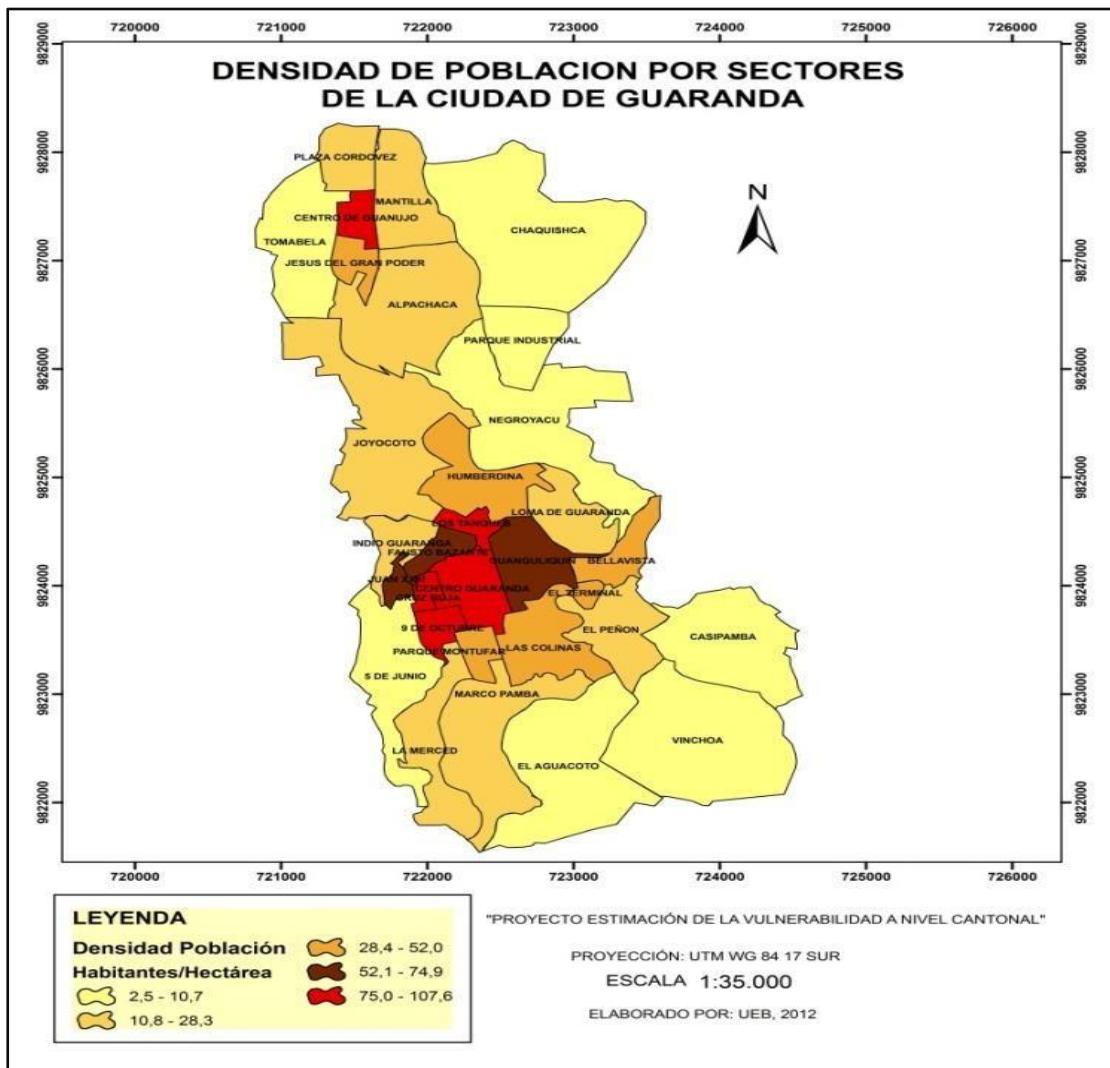 720000 721000 722000 723000 724000 725000 726000
9829000 9829000
DENSIDAD DE POBLACION POR SECTORES
DE LA CIUDAD DE GUARANDA
9828000 9828000
PLAZA CORDOVEZ
N
MANTILLA
CENTRO DE GUANUJO
CHAQUISHCA
TOMABELA
9827000 9827000
JESUS DEL GRAN PODER
ALPACHACA
PARQUE INDUSTRIAL
9826000 9826000
NEGROYACU
JOYOCOTO
9825000 9825000
HUMBERDINA
LOMA DE GUARANDA
LOS TANQUES
INDIO GUARANGA
FAUSTO BAZANTE
GUANGULIQUIN
BELLAVISTA
JUAN XXIII
9824000 9824000
CENTRO GUARANDA
EL TERMINAL
CRUZ ROJA
9 DE OCTUBRE
EL PEÑON
CASIPAMBA
PARQUE MONTUFAR
LAS COLINAS
5 DE JUNIO
9823000 9823000
MARCO PAMBA
LA MERCED
VINCHOA
EL AGUACOTO
9822000 9822000
720000 721000 722000 723000 724000 725000 726000
LEYENDA
Densidad Población
Habitantes/Hectárea
2,5 - 10,7
10,8 - 28,3
28,4 - 52,0
52,1 - 74,9
75,0 - 107,6
"PROYECTO ESTIMACIÓN DE LA VULNERABILIDAD A NIVEL CANTONAL"
PROYECCIÓN: UTM WG 84 17 SUR
ESCALA 1:35.000
ELABORADO POR: UEB, 2012